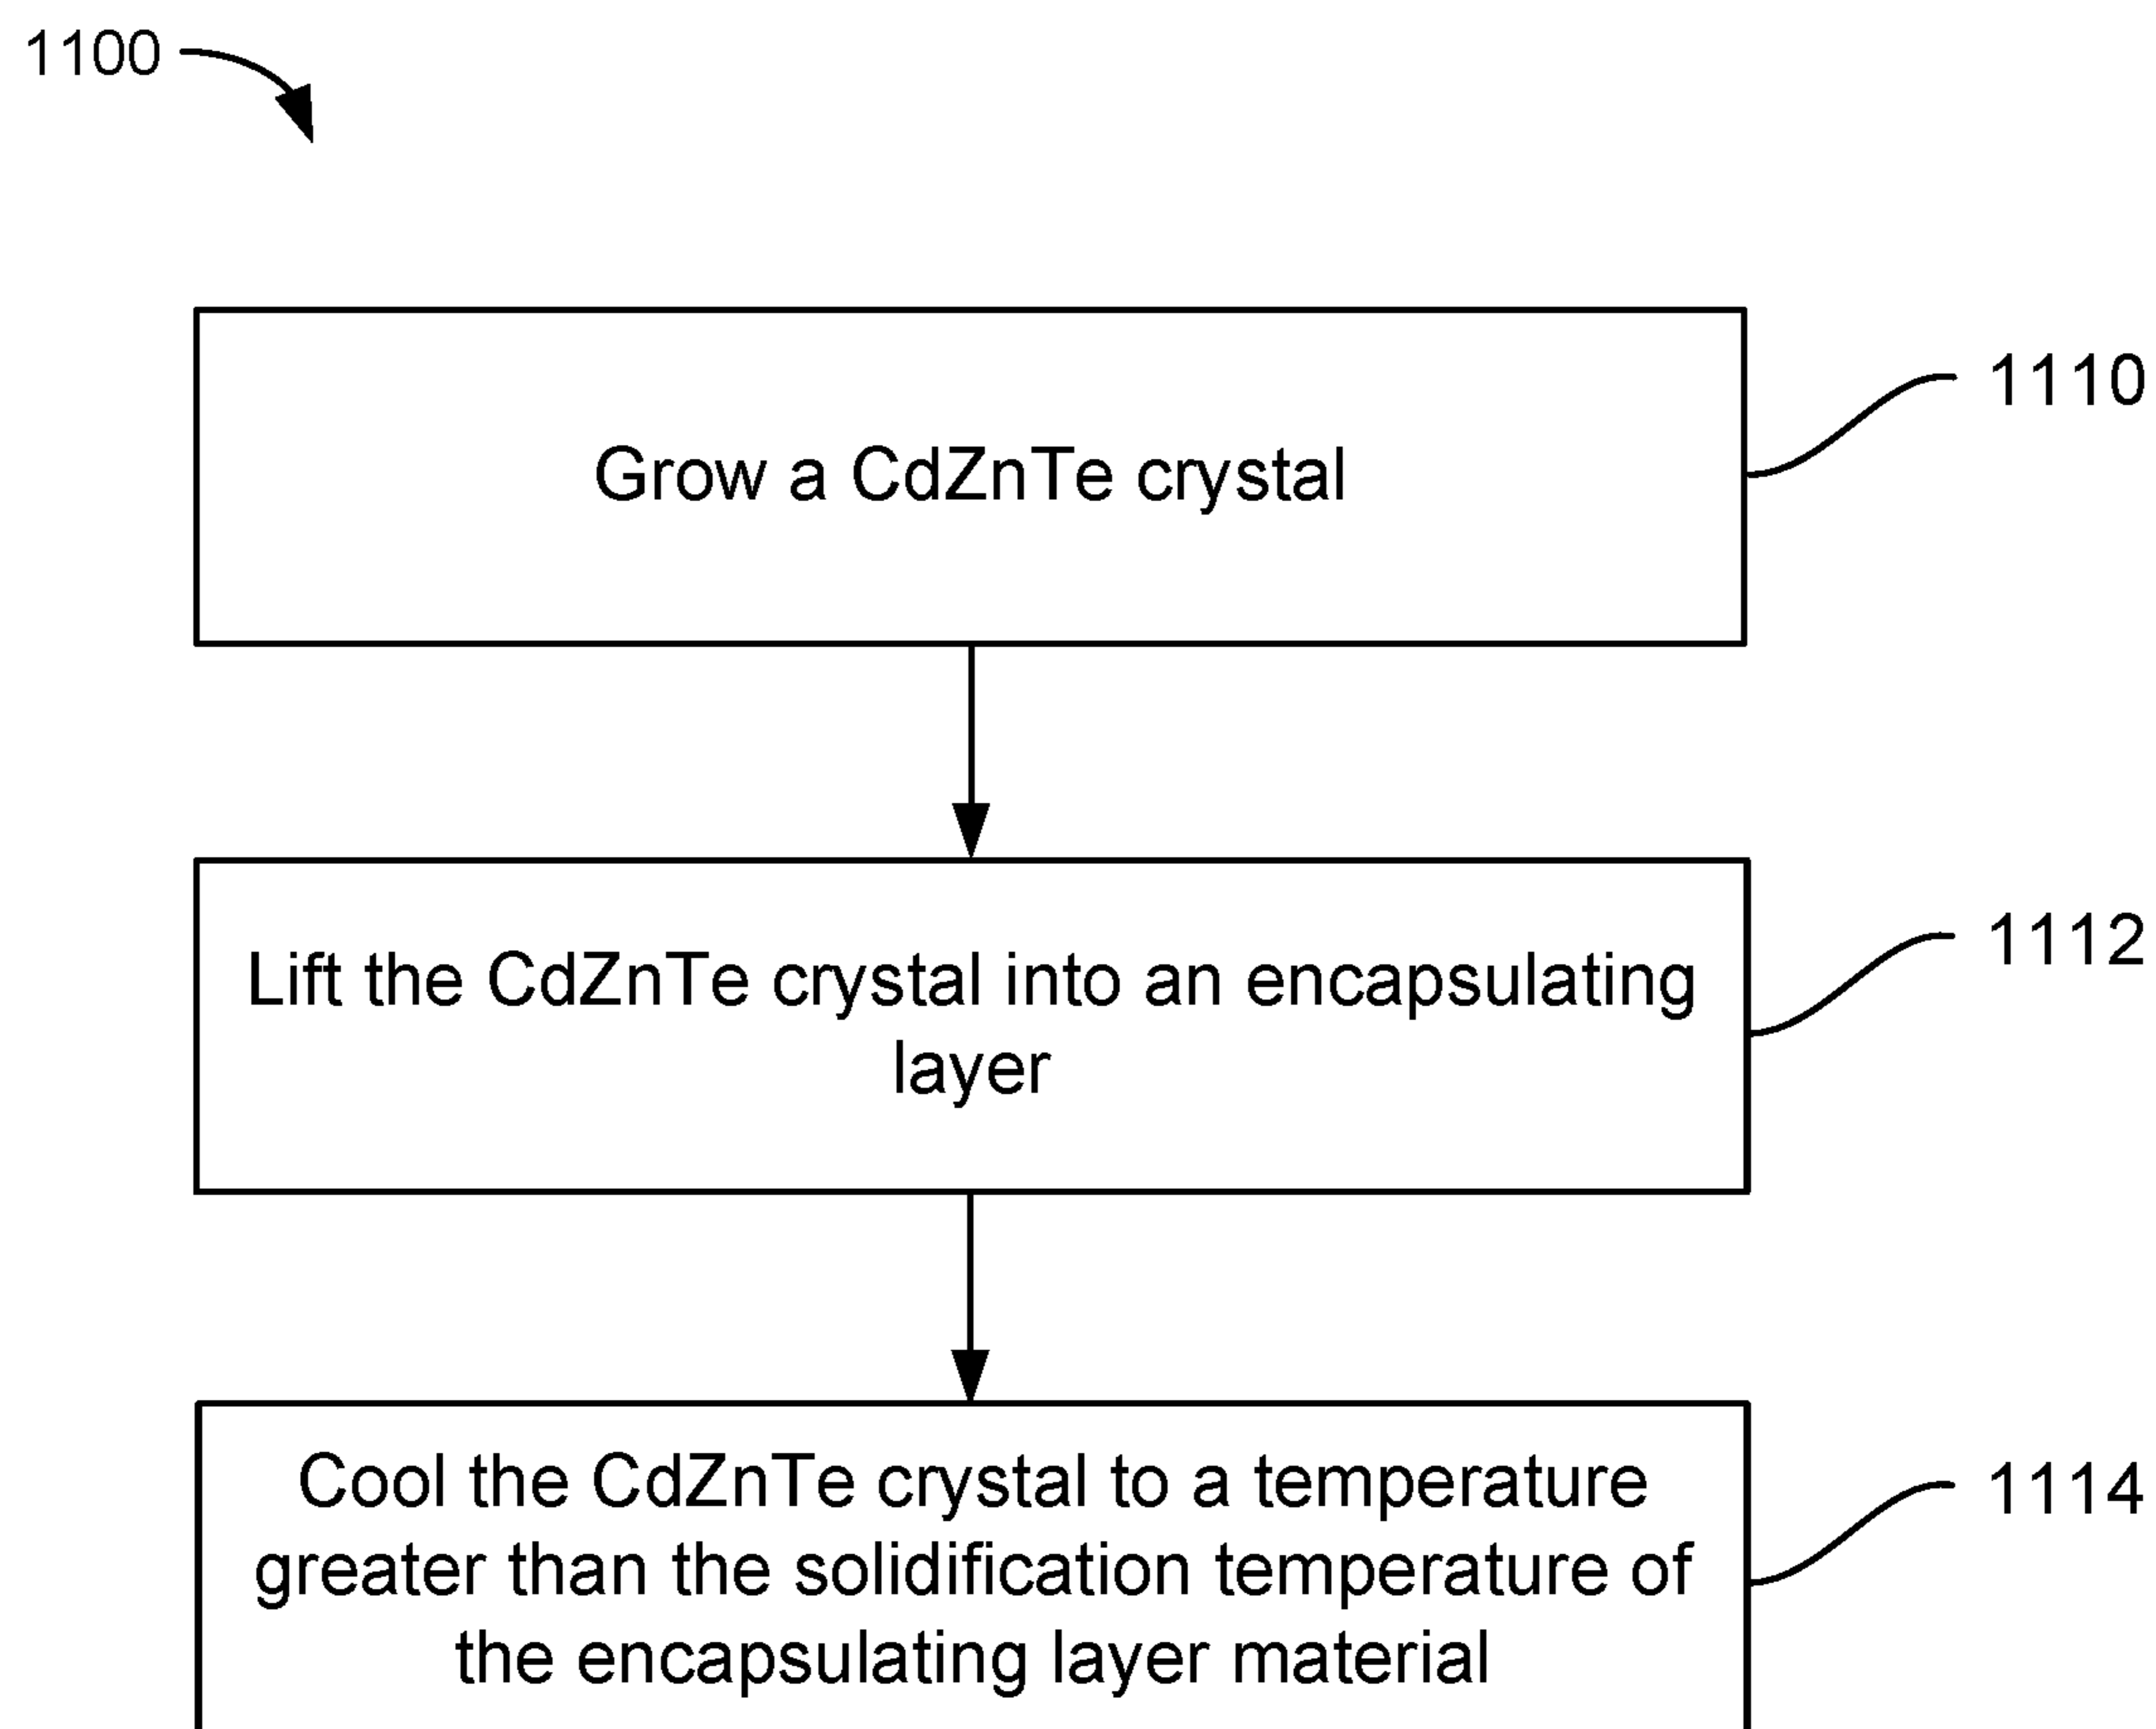 1100
Grow a CdZnTe crystal
1110
Lift the CdZnTe crystal into an encapsulating
layer
1112
Cool the CdZnTe crystal to a temperature
greater than the solidification temperature of
the encapsulating layer material
1114